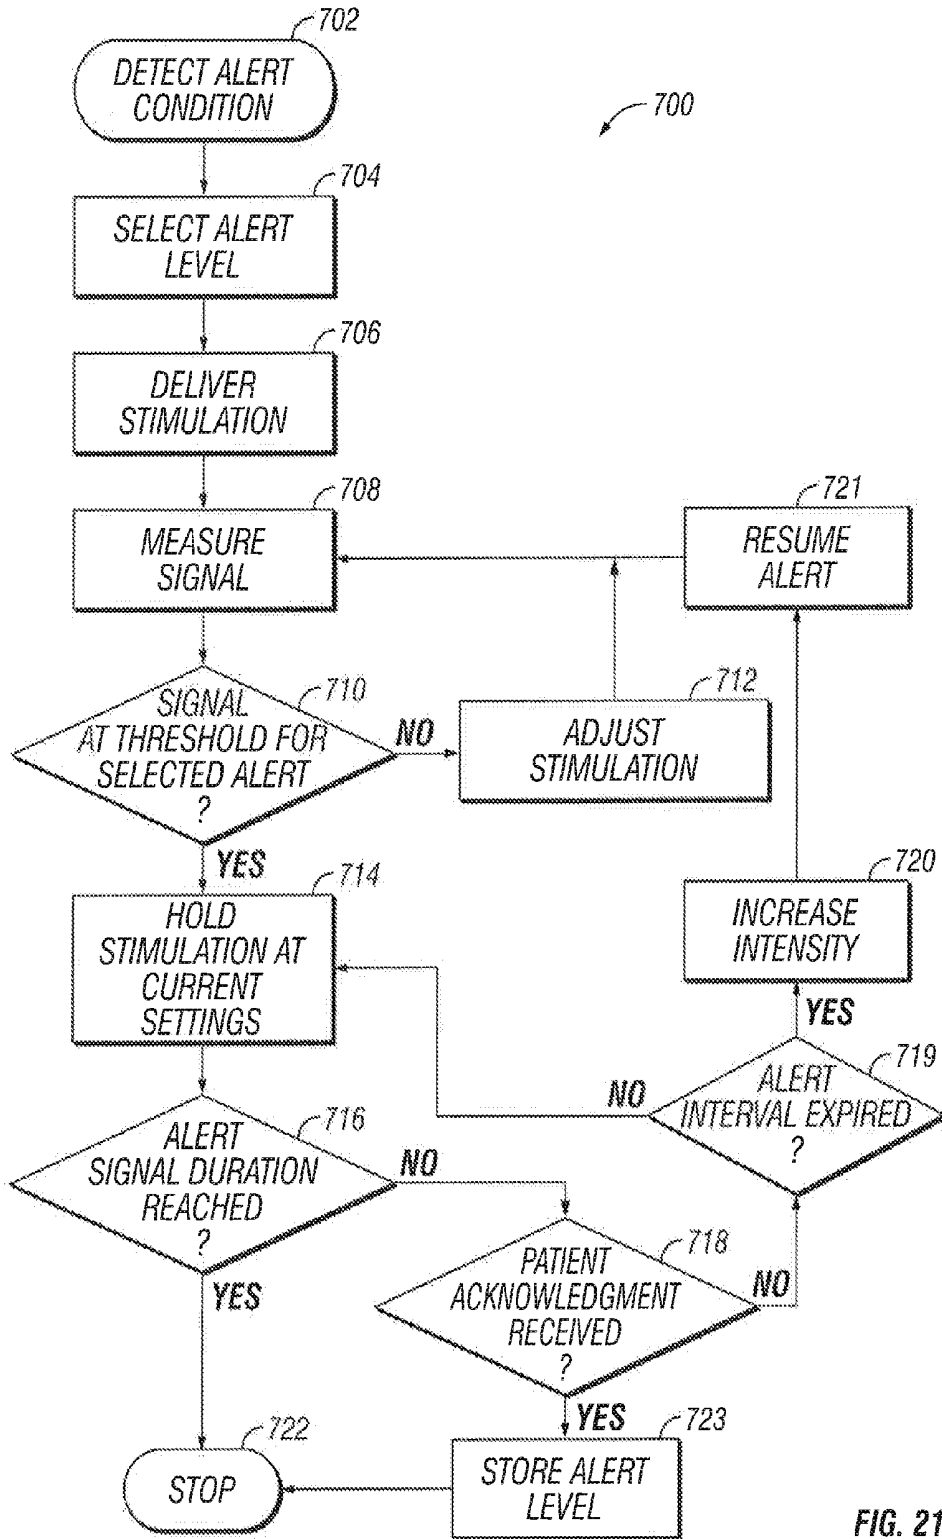 702
DETECT ALERT
CONDITION
700
704
SELECT ALERT
LEVEL
706
DELIVER
STIMULATION
708
MEASURE
SIGNAL
721
RESUME
ALERT
710
SIGNAL
AT THRESHOLD FOR
SELECTED ALERT
?
NO
712
ADJUST
STIMULATION
YES
714
HOLD
STIMULATION AT
CURRENT
SETTINGS
720
INCREASE
INTENSITY
YES
719
ALERT
INTERVAL EXPIRED
?
NO
716
ALERT
SIGNAL DURATION
REACHED
?
NO
YES
718
PATIENT
ACKNOWLEDGMENT
RECEIVED
?
NO
YES
722
STOP
723
STORE ALERT
LEVEL
FIG. 21